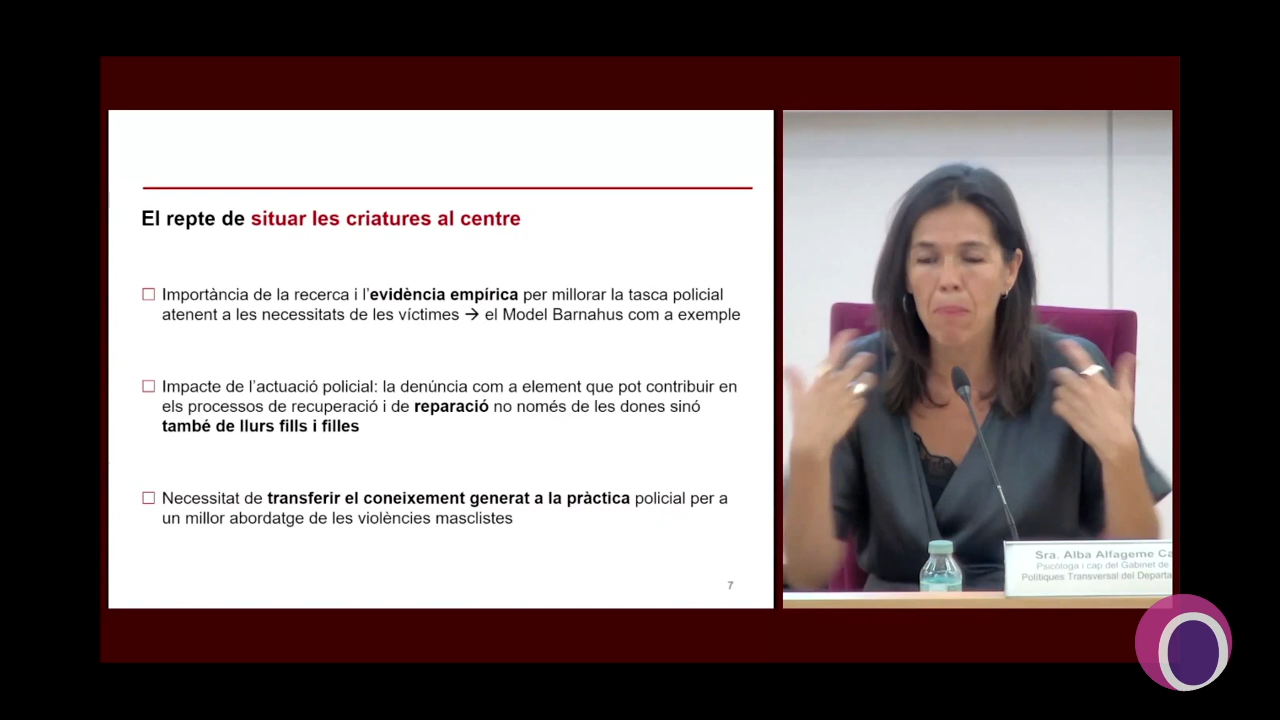 El repte de situar les criatures al centre
☐ Importància de la recerca i l'evidència empírica per millorar la tasca policial
atenent a les necessitats de les víctimes → el Model Barnahus com a exemple
☐ Impacte de l'actuació policial: la denúncia com a element que pot contribuir en
els processos de recuperació i de reparació no només de les dones sinó
també de llurs fills i filles
☐ Necessitat de transferir el coneixement generat a la pràctica policial per a
un millor abordatge de les violències masclistes
7
Sra. Alba Alfageme Ca
Psicòloga i cap del Gabinet de
Polítiques Transversal del Departa